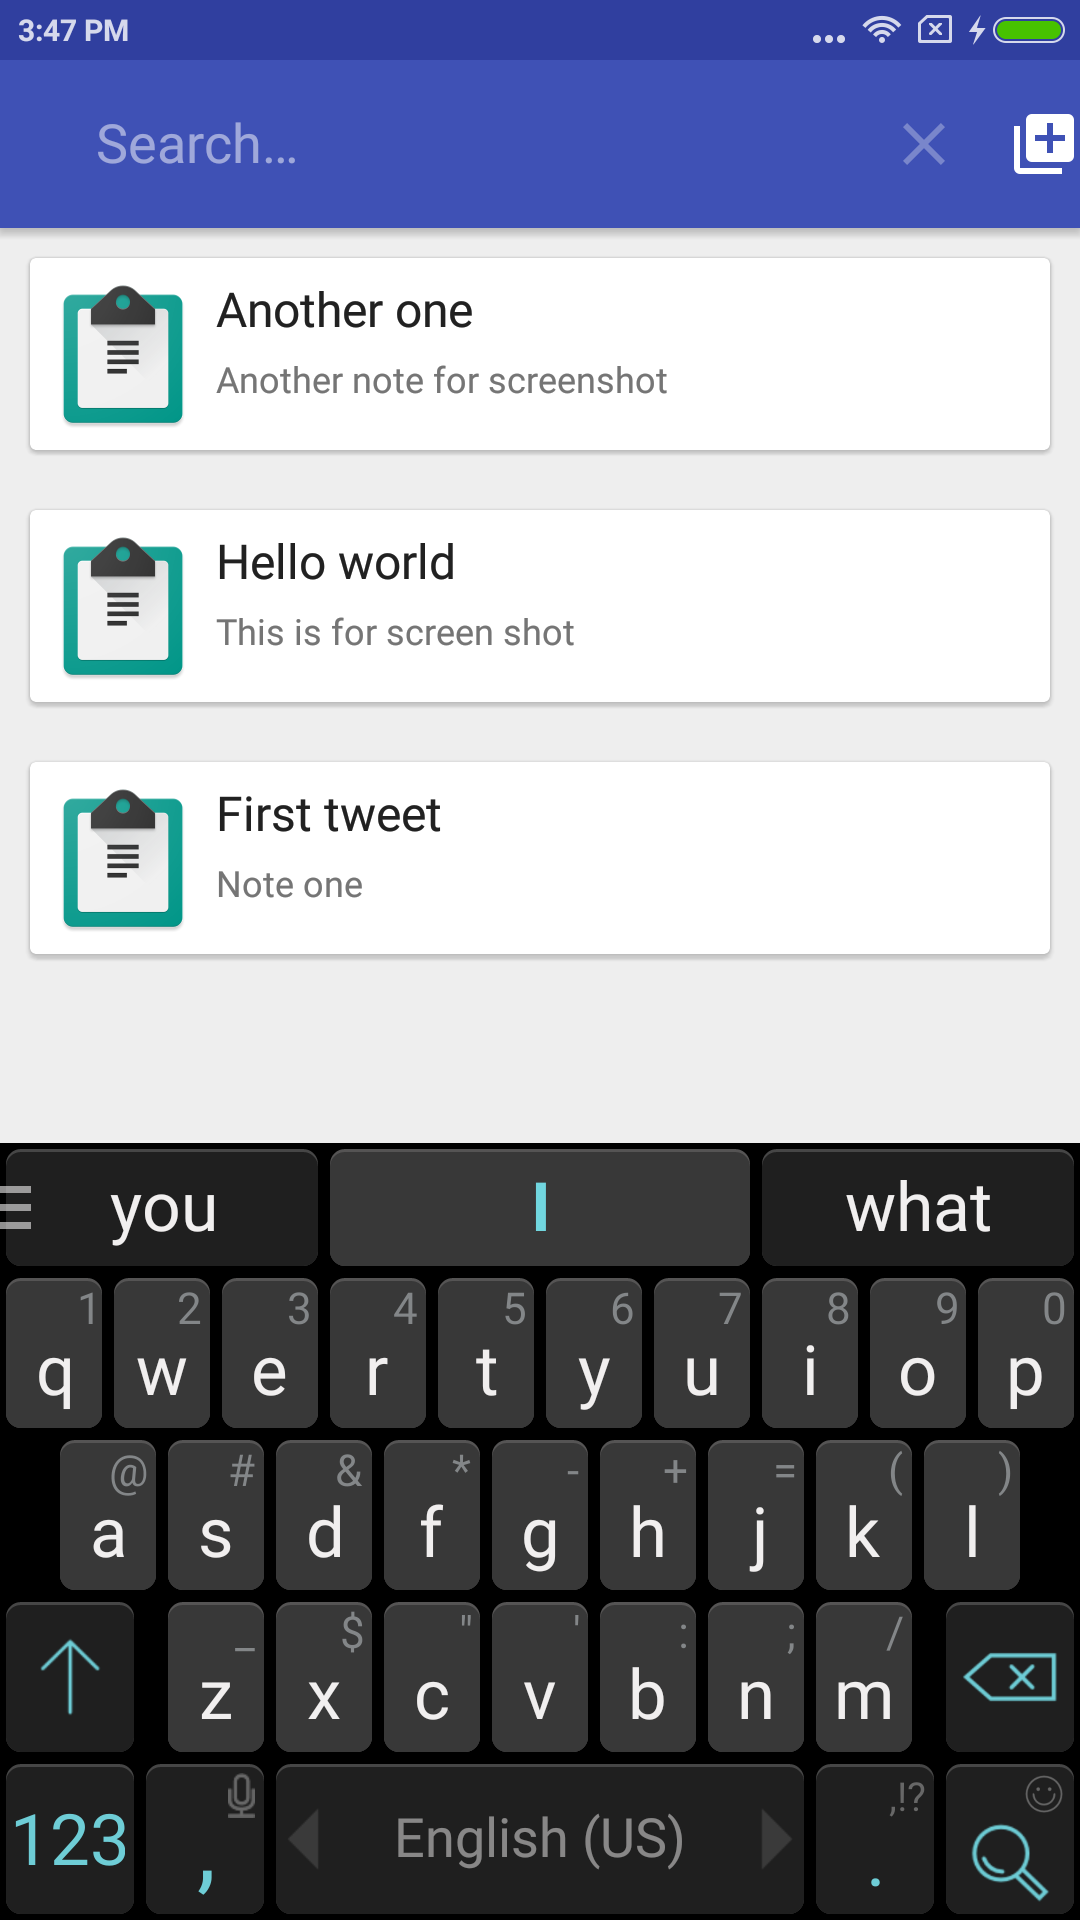 3:47 PM
Search...
Another one
Another note for screenshot
Hello world
This is for screen shot
First tweet
Note one
you I what
1 2 3 4 5 6 7 8 9 0
q w e r t y u i o p
@ # & * - + = ( )
a s d f g h j k l
_ $ " ' : ; /
z x c v b n m
,!?
123 , English (US) .